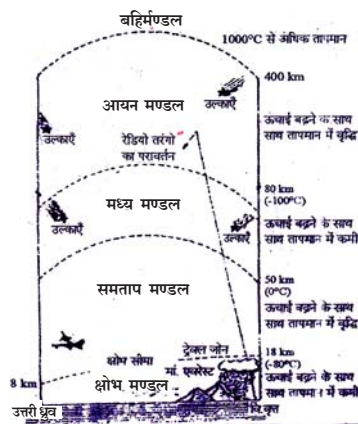 बहिर्मण्डल
1000°C से अधिक तापमान
400 km
आयन मण्डल
उल्काएँ
उल्काएँ
रेडियो तरंगो
का परावर्तन
ऊंचाई बढ़ने के साथ
साथ तापमान में वृद्धि
80 km
(-100°C)
मध्य मण्डल
उल्काएँ
उल्काएँ
ऊंचाई बढ़ने के साथ
साथ तापमान में कमी
50 km
(0°C)
समताप मण्डल
ऊंचाई बढ़ने के साथ
साथ तापमान में वृद्धि
ट्रेक्ल जोन
18 km
(-80°C)
क्षोभ सीमा
मां. एवरेस्ट
8 km
क्षोभ मण्डल
ऊंचाई बढ़ने के साथ
साथ तापमान में कमी
उत्तरी ध्रुव